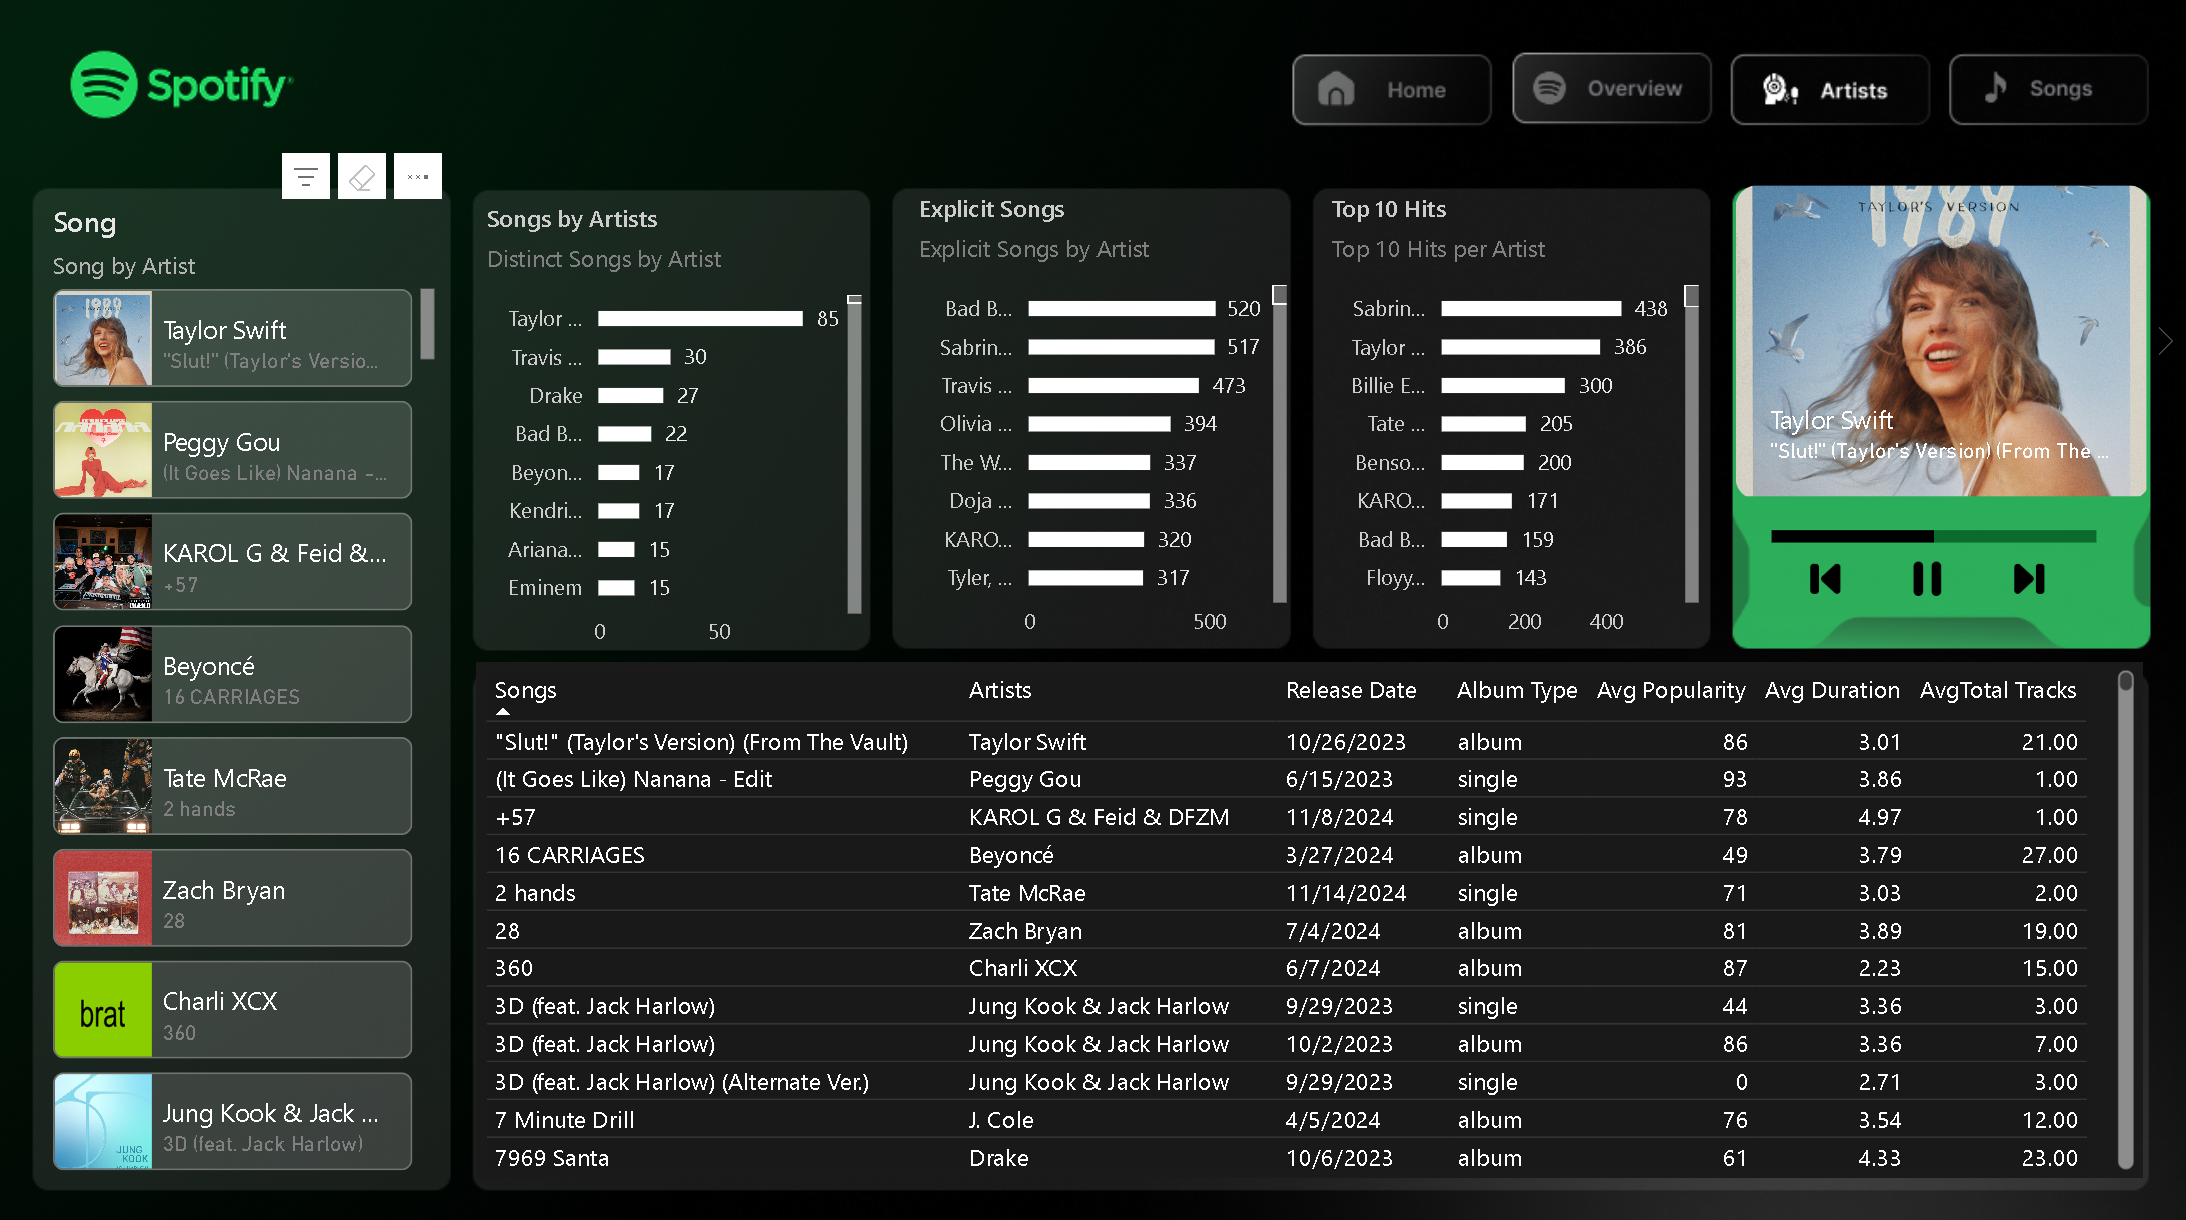 Spotify
Home
Overview
Artists
Songs
Song
Song by Artist
Taylor Swift
"Slut!" (Taylor's Versio...
Peggy Gou
(It Goes Like) Nanana -...
KAROL G & Feid &...
+57
Beyoncé
16 CARRIAGES
Tate McRae
2 hands
Zach Bryan
28
brat
Charli XCX
360
JUNG
KOOK
Jung Kook & Jack ...
3D (feat. Jack Harlow)
Songs by Artists
Distinct Songs by Artist
Taylor ... 85
Travis ... 30
Drake 27
Bad B... 22
Beyon... 17
Kendri... 17
Ariana... 15
Eminem 15
0 50
Explicit Songs
Explicit Songs by Artist
Bad B... 520
Sabrin... 517
Travis ... 473
Olivia ... 394
The W... 337
Doja ... 336
KARO... 320
Tyler, ... 317
0 500
Top 10 Hits
Top 10 Hits per Artist
Sabrin... 438
Taylor ... 386
Billie E... 300
Tate ... 205
Benso... 200
KARO... 171
Bad B... 159
Floyy... 143
0 200 400
1989
TAYLOR'S VERSION
Taylor Swift
"Slut!" (Taylor's Version) (From The ...
Songs Artists Release Date Album Type Avg Popularity Avg Duration AvgTotal Tracks
"Slut!" (Taylor's Version) (From The Vault) Taylor Swift 10/26/2023 album 86 3.01 21.00
(It Goes Like) Nanana - Edit Peggy Gou 6/15/2023 single 93 3.86 1.00
+57 KAROL G & Feid & DFZM 11/8/2024 single 78 4.97 1.00
16 CARRIAGES Beyoncé 3/27/2024 album 49 3.79 27.00
2 hands Tate McRae 11/14/2024 single 71 3.03 2.00
28 Zach Bryan 7/4/2024 album 81 3.89 19.00
360 Charli XCX 6/7/2024 album 87 2.23 15.00
3D (feat. Jack Harlow) Jung Kook & Jack Harlow 9/29/2023 single 44 3.36 3.00
3D (feat. Jack Harlow) Jung Kook & Jack Harlow 10/2/2023 album 86 3.36 7.00
3D (feat. Jack Harlow) (Alternate Ver.) Jung Kook & Jack Harlow 9/29/2023 single 0 2.71 3.00
7 Minute Drill J. Cole 4/5/2024 album 76 3.54 12.00
7969 Santa Drake 10/6/2023 album 61 4.33 23.00